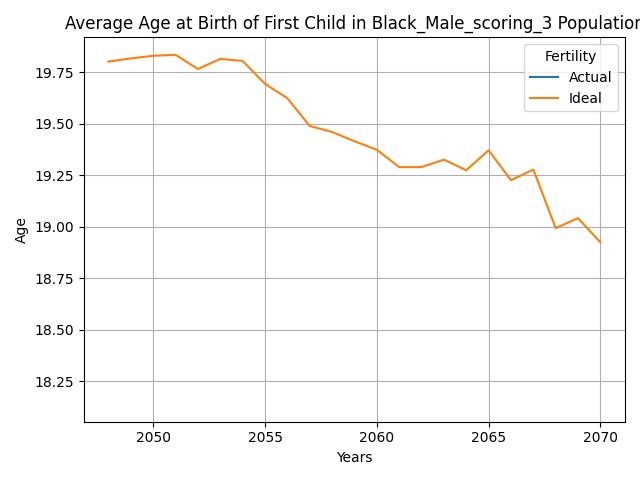 Average Age at Birth of First Child in Black_Male_scoring_3 Population
Fertility
Actual
Ideal
19.75
19.50
19.25
19.00
18.75
18.50
18.25
Age
2050 2055 2060 2065 2070
Years